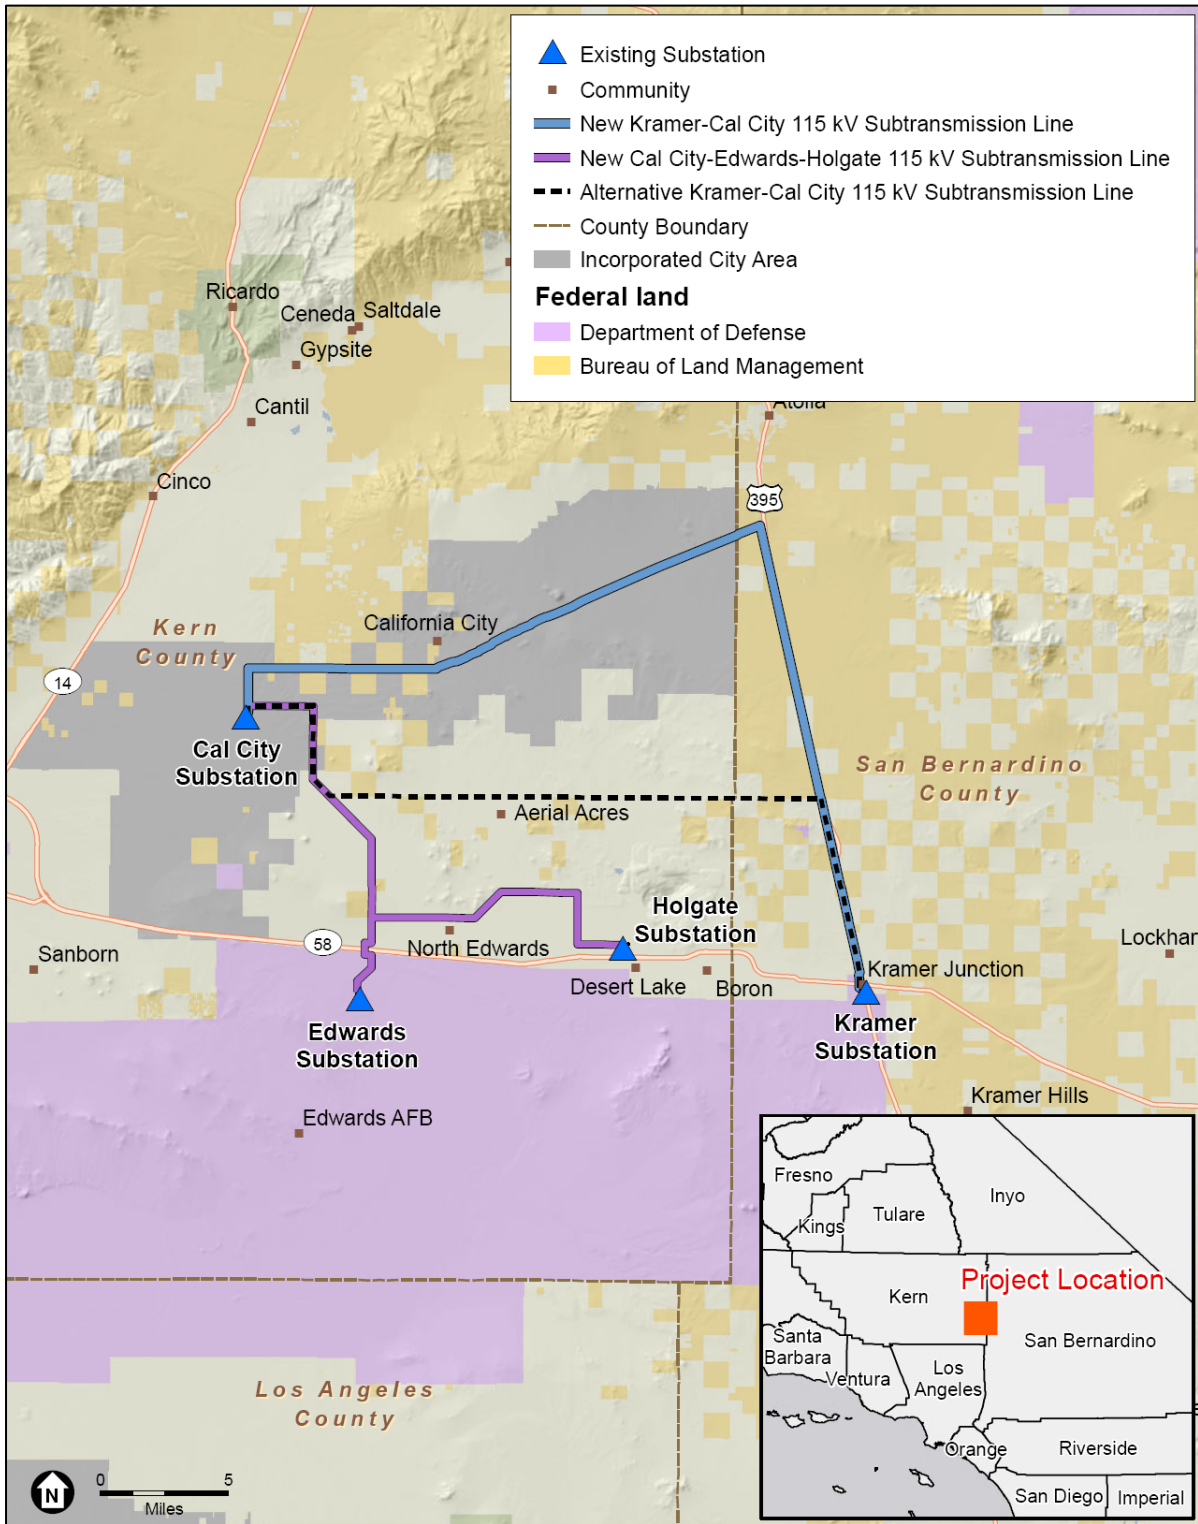 Existing Substation
Community
New Kramer-Cal City 115 kV Subtransmission Line
New Cal City-Edwards-Holgate 115 kV Subtransmission Line
Alternative Kramer-Cal City 115 kV Subtransmission Line
County Boundary
Incorporated City Area
Federal land
Department of Defense
Bureau of Land Management
Ricardo
Ceneda
Saltdale
Gypsite
Cantil
Atolia
Cinco
395
Kern
County
California City
14
Cal City
Substation
San Bernardino
County
Aerial Acres
Holgate
Substation
58
North Edwards
Sanborn
Lockhar
Desert Lake
Boron
Kramer Junction
Edwards
Substation
Kramer
Substation
Edwards AFB
Kramer Hills
Los Angeles
County
N
0
5
Miles
Fresno
Kings
Tulare
Inyo
Kern
Project Location
San Bernardino
Santa
Barbara
Ventura
Los
Angeles
Orange
Riverside
San Diego
Imperial